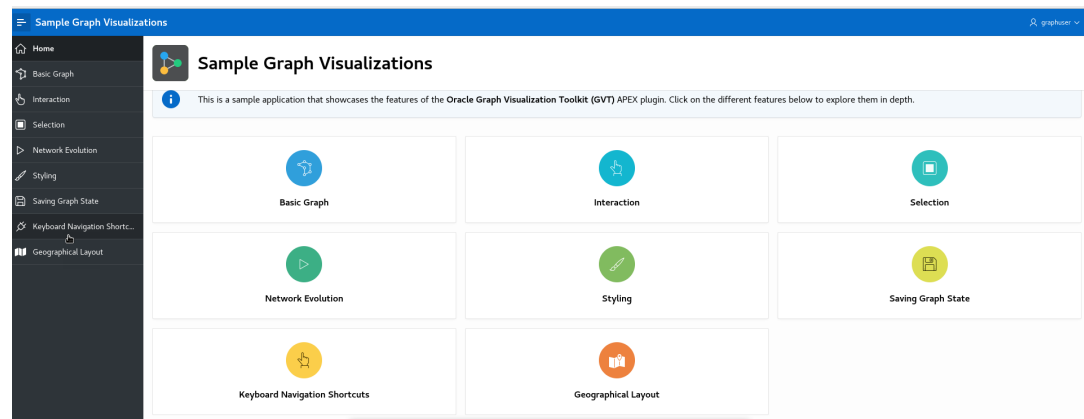 Sample Graph Visualizations
graphuser
Home
Basic Graph
Interaction
Selection
Network Evolution
Styling
Saving Graph State
Keyboard Navigation Shortc...
Geographical Layout
Sample Graph Visualizations
This is a sample application that showcases the features of the Oracle Graph Visualization Toolkit (GVT) APEX plugin. Click on the different features below to explore them in depth.
Basic Graph
Interaction
Selection
Network Evolution
Styling
Saving Graph State
Keyboard Navigation Shortcuts
Geographical Layout